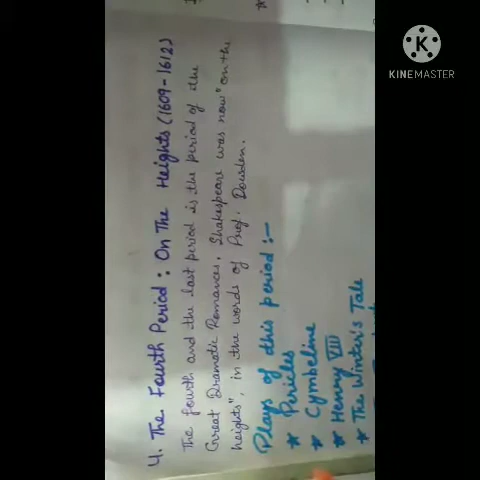 4. The Fourth Period: On The Heights (1609-1612)
The fourth and the last period is the period of the
Great Dramatic Romances. Shakespeare was now "on the
heights", in the words of Prof. Dowden.
Plays of this period :-
* Pericles
* Cymbeline
* Henry VIII
* The Winter's Tale
K
KINEMASTER